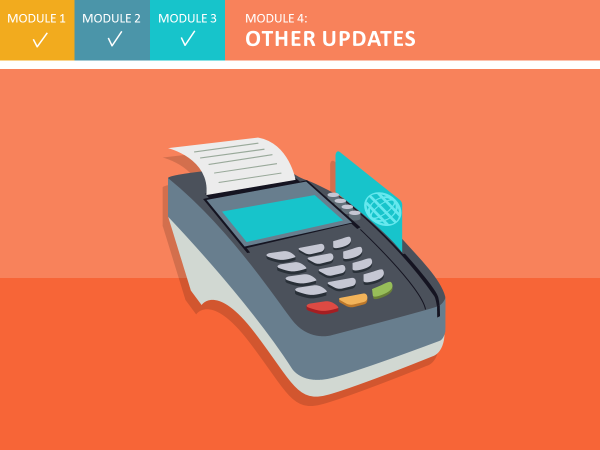 MODULE 1
MODULE 2
MODULE 3
MODULE 4:
OTHER UPDATES